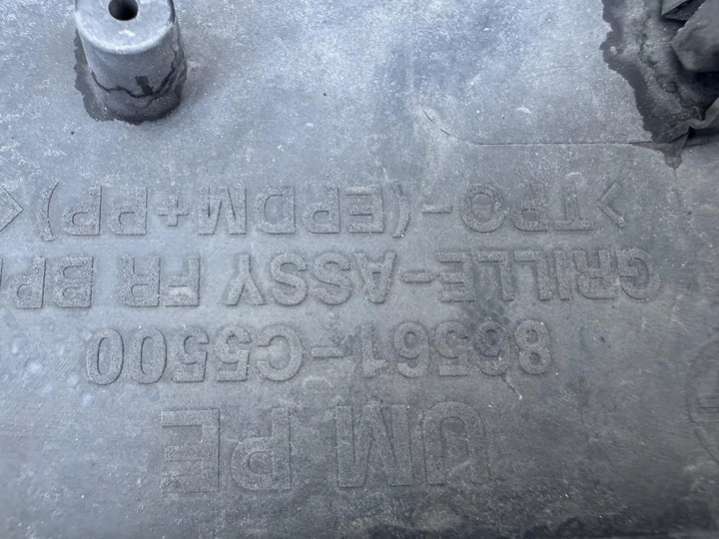 UM PE
86561-C5500
GRILLE-ASSY FR BP
>TPO-(EPDM+PP)<